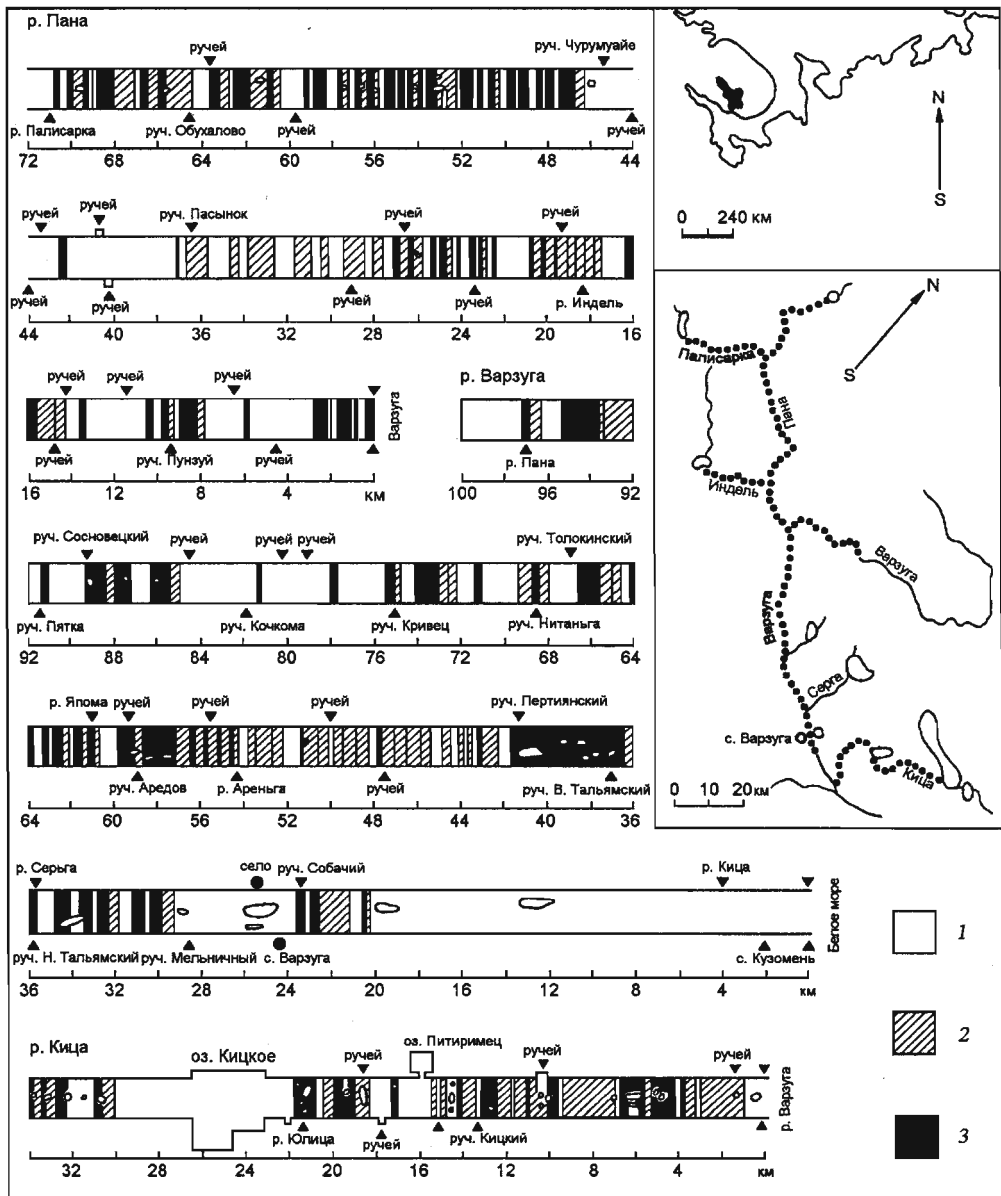 р. Пана
ручей
руч. Чурумуайе
р. Палисарка
руч. Обухалово
ручей
ручей
72 68 64 60 56 52 48 44
ручей
ручей
руч. Пасынок
ручей
ручей
ручей
ручей
ручей
ручей
р. Индель
44 40 36 32 28 24 20 16
ручей
ручей
ручей
Варзуга
ручей
руч. Пунзуй
ручей
16 12 8 4 км
р. Варзуга
р. Пана
100 96 92
руч. Сосновецкий
ручей
ручей
ручей
руч. Толокинский
руч. Пятка
руч. Кочкома
руч. Кривец
руч. Нитаньга
92 88 84 80 76 72 68 64
р. Япома
ручей
ручей
ручей
руч. Пертиянский
руч. Аредов
р. Ареньга
ручей
руч. В. Тальямский
64 60 56 52 48 44 40 36
р. Серьга
село
руч. Собачий
р. Кица
Белое море
руч. Н. Тальямский
руч. Мельничный
с. Варзуга
с. Кузомень
36 32 28 24 20 16 12 8 4 км
р. Кица
оз. Кицкое
ручей
оз. Питиримец
ручей
ручей
р. Варзуга
р. Юлица
ручей
руч. Кицкий
32 28 24 20 16 12 8 4 км
N
S
0 240 км
N
S
Палисарка
Пана
Индель
Варзуга
Варзуга
Серга
с. Варзуга
Кица
0 10 20 км
1
2
3